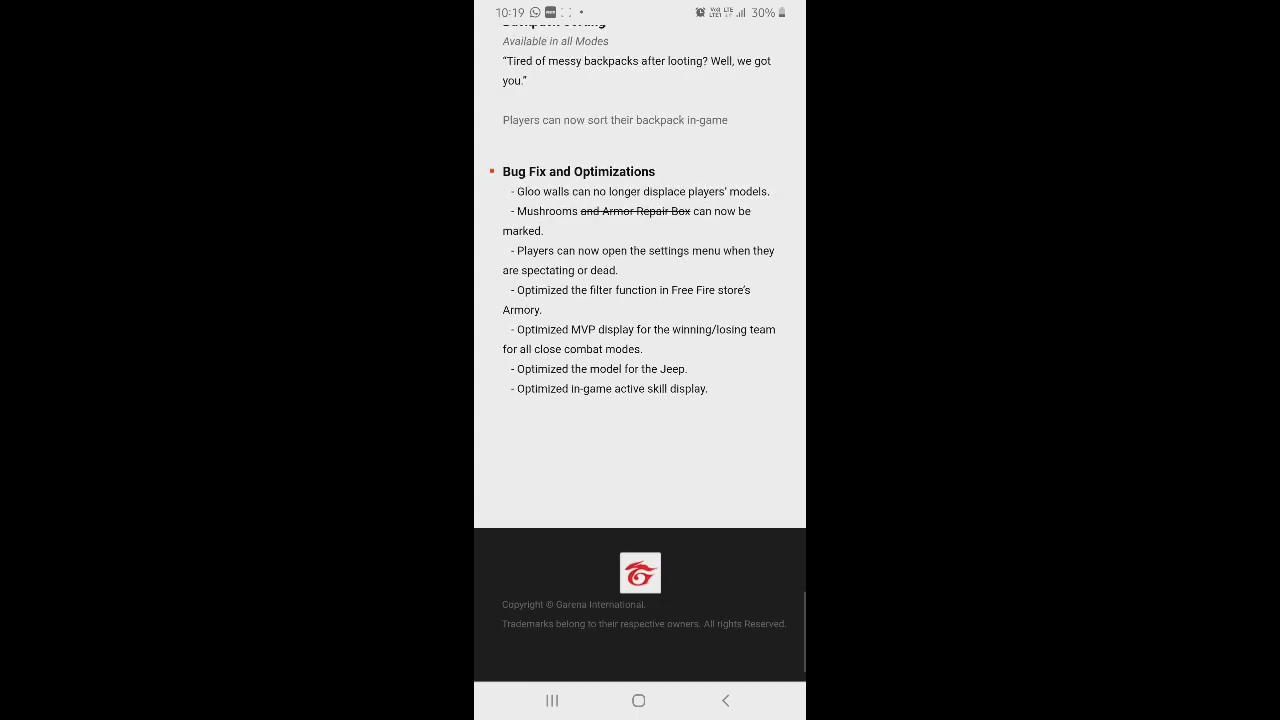 10:19
LTE
30%
Backpack Sorting
Available in all Modes
“Tired of messy backpacks after looting? Well, we got
you.”
Players can now sort their backpack in-game
Bug Fix and Optimizations
- Gloo walls can no longer displace players’ models.
- Mushrooms and Armor Repair Box can now be
marked.
- Players can now open the settings menu when they
are spectating or dead.
- Optimized the filter function in Free Fire store’s
Armory.
- Optimized MVP display for the winning/losing team
for all close combat modes.
- Optimized the model for the Jeep.
- Optimized in-game active skill display.
Copyright © Garena International.
Trademarks belong to their respective owners. All rights Reserved.